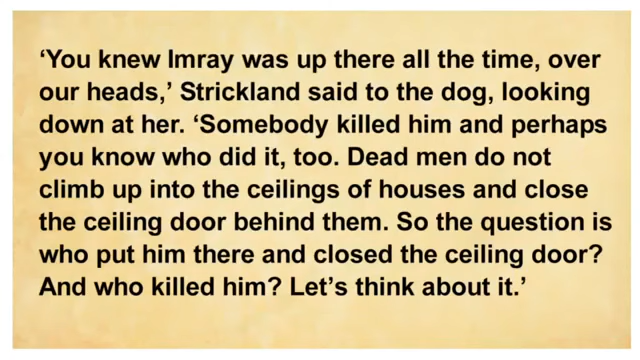 ‘You knew Imray was up there all the time, over
our heads,’ Strickland said to the dog, looking
down at her. ‘Somebody killed him and perhaps
you know who did it, too. Dead men do not
climb up into the ceilings of houses and close
the ceiling door behind them. So the question is
who put him there and closed the ceiling door?
And who killed him? Let’s think about it.’